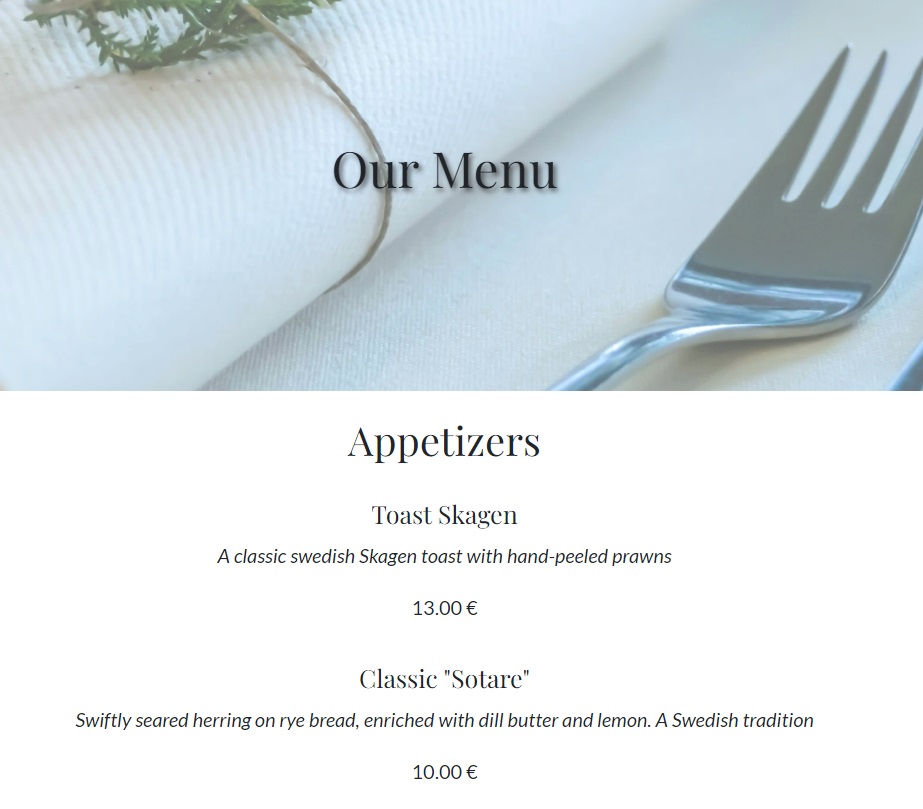 Our Menu
Appetizers
Toast Skagen
A classic swedish Skagen toast with hand-peeled prawns
13.00 €
Classic "Sotare"
Swiftly seared herring on rye bread, enriched with dill butter and lemon. A Swedish tradition
10.00 €